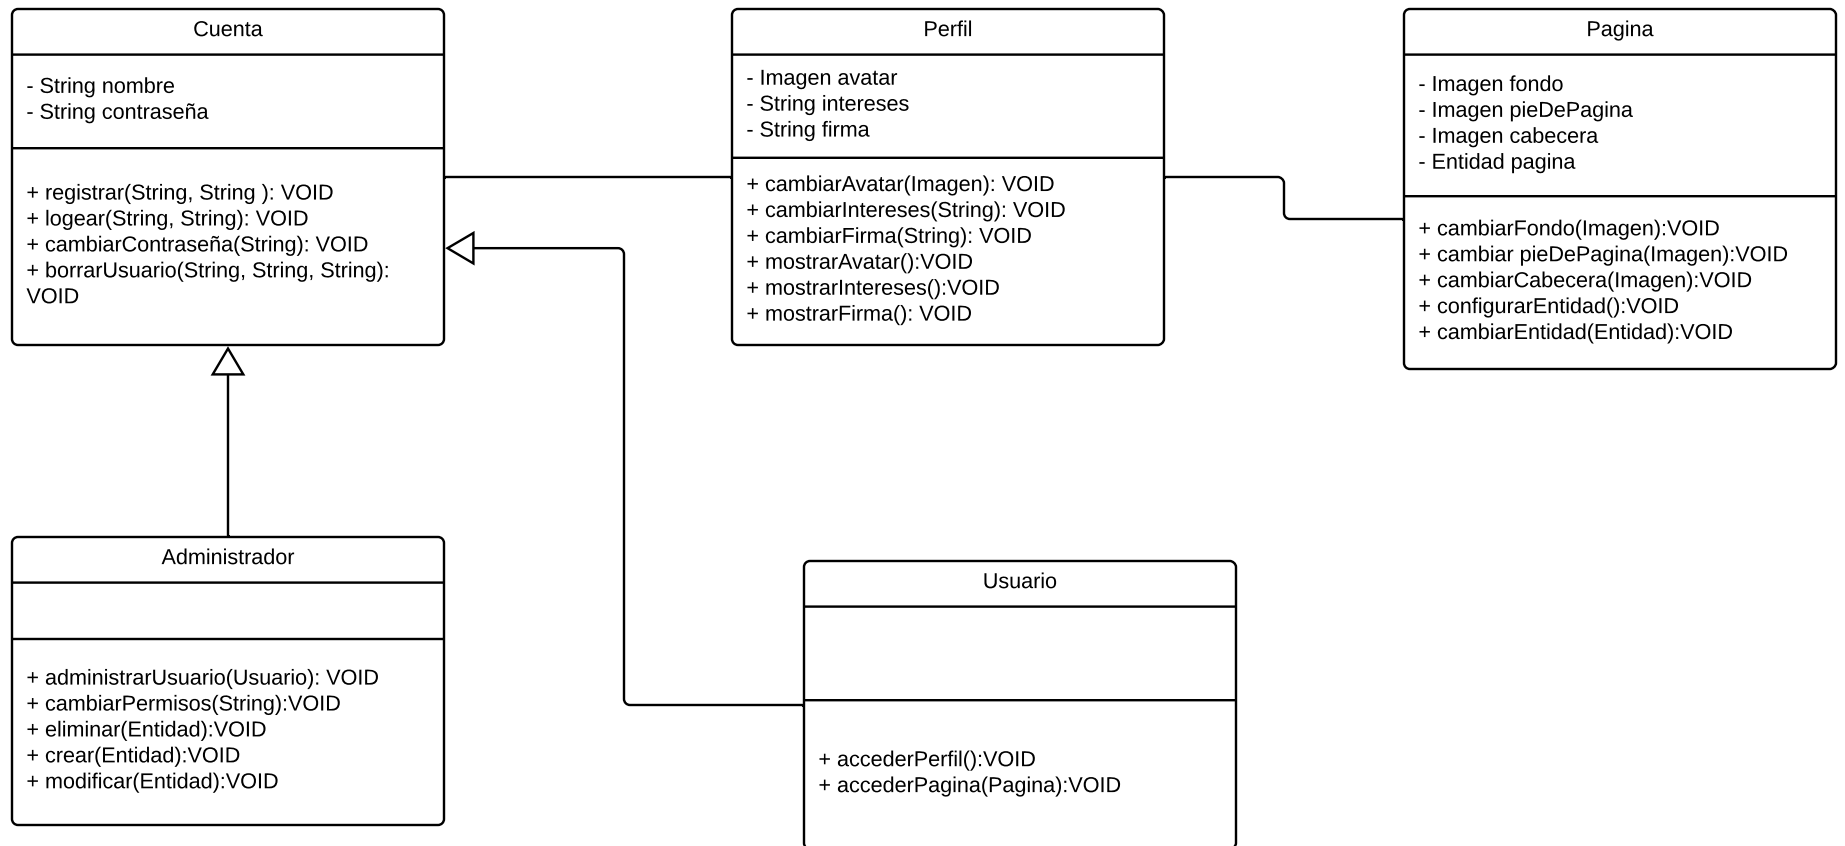 Cuenta
- String nombre
- String contraseña
+ registrar(String, String ): VOID
+ logear(String, String): VOID
+ cambiarContraseña(String): VOID
+ borrarUsuario(String, String, String):
VOID
Perfil
- Imagen avatar
- String intereses
- String firma
+ cambiarAvatar(Imagen): VOID
+ cambiarIntereses(String): VOID
+ cambiarFirma(String): VOID
+ mostrarAvatar():VOID
+ mostrarIntereses():VOID
+ mostrarFirma(): VOID
Pagina
- Imagen fondo
- Imagen pieDePagina
- Imagen cabecera
- Entidad pagina
+ cambiarFondo(Imagen):VOID
+ cambiar pieDePagina(Imagen):VOID
+ cambiarCabecera(Imagen):VOID
+ configurarEntidad():VOID
+ cambiarEntidad(Entidad):VOID
Administrador
+ administrarUsuario(Usuario): VOID
+ cambiarPermisos(String):VOID
+ eliminar(Entidad):VOID
+ crear(Entidad):VOID
+ modificar(Entidad):VOID
Usuario
+ accederPerfil():VOID
+ accederPagina(Pagina):VOID